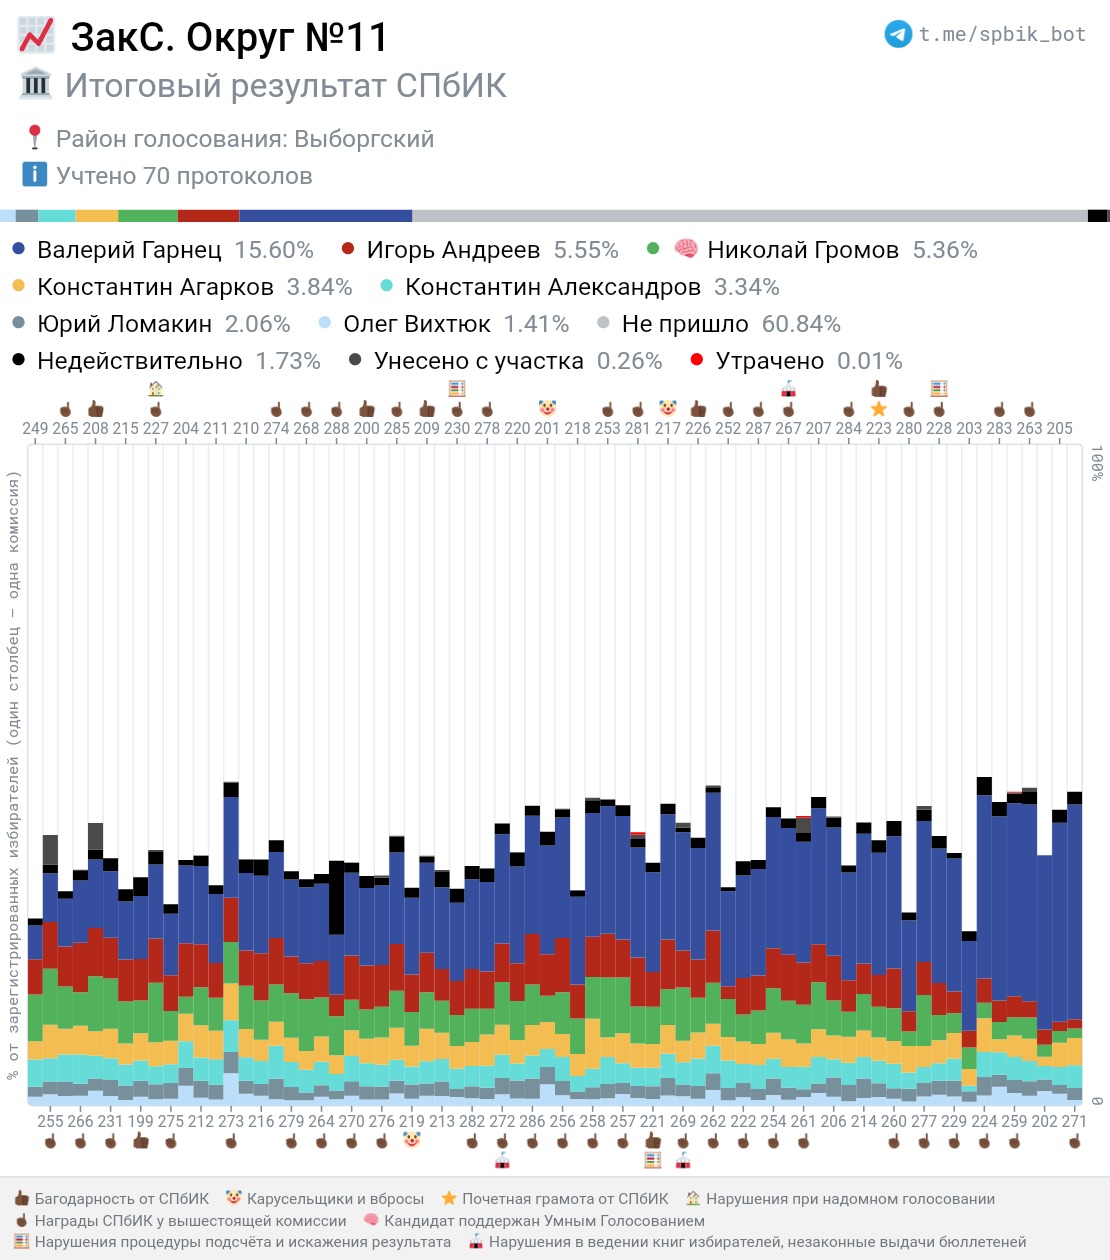 ЗакС. Округ №11
t.me/spbik_bot
Итоговый результат СПбИК
Район голосования: Выборгский
Учтено 70 протоколов
Валерий Гарнец 15.60% Игорь Андреев 5.55% Николай Громов 5.36%
Константин Агарков 3.84% Константин Александров 3.34%
Юрий Ломакин 2.06% Олег Вихтюк 1.41% Не пришло 60.84%
Недействительно 1.73% Унесено с участка 0.26% Утрачено 0.01%
249 265 208 215 227 204 211 210 274 268 288 200 285 209 230 278 220 201 218 253 281 217 226 252 287 267 207 284 223 280 228 203 283 263 205
100%
% от зарегистрированных избирателей (один столбец – одна комиссия)
0
255 266 231 199 275 212 273 216 279 264 270 276 219 213 282 272 286 256 258 257 221 269 262 222 254 261 206 214 260 277 229 224 259 202 271
Багодарность от СПбИК Карусельщики и вбросы Почетная грамота от СПбИК Нарушения при надомном голосовании
Награды СПбИК у вышестоящей комиссии Кандидат поддержан Умным Голосованием
Нарушения процедуры подсчёта и искажения результата Нарушения в ведении книг избирателей, незаконные выдачи бюллетеней